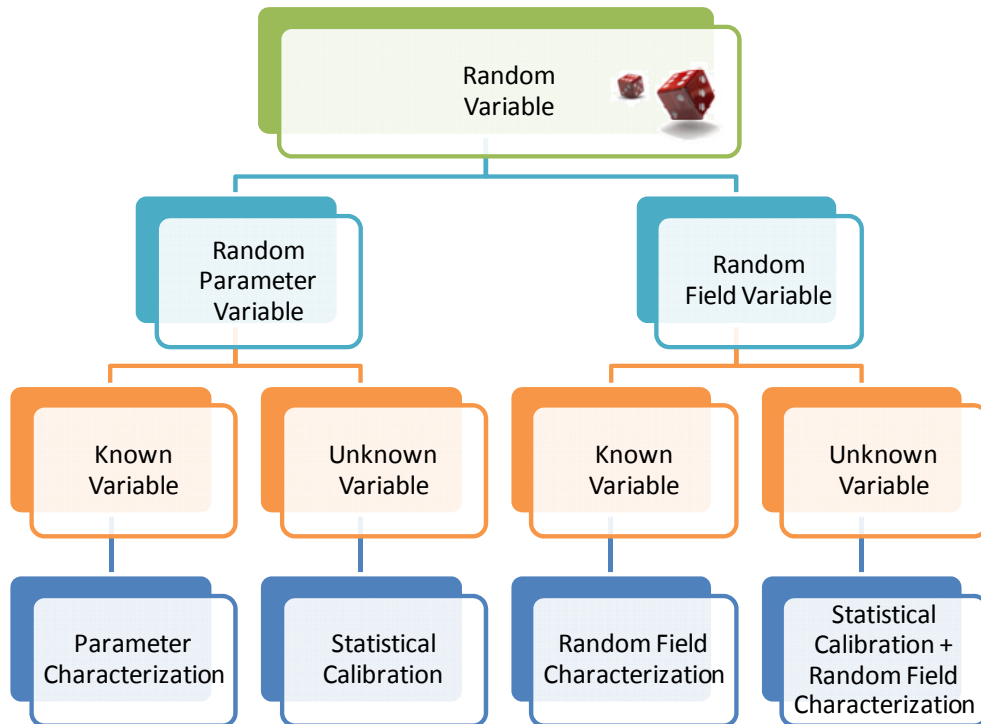 Random
Variable
Random
Parameter
Variable
Random
Field Variable
Known
Variable
Unknown
Variable
Known
Variable
Unknown
Variable
Parameter
Characterization
Statistical
Calibration
Random Field
Characterization
Statistical
Calibration +
Random Field
Characterization